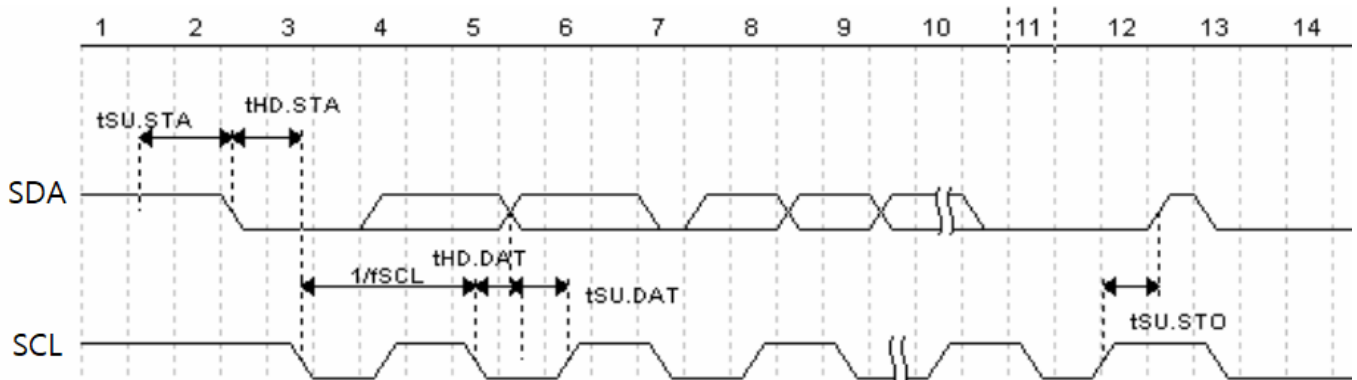 1 2 3 4 5 6 7 8 9 10 11 12 13 14
tHD.STA
tSU.STA
SDA
tHD.DAT
1/fSCL
tSU.DAT
tSU.STO
SCL